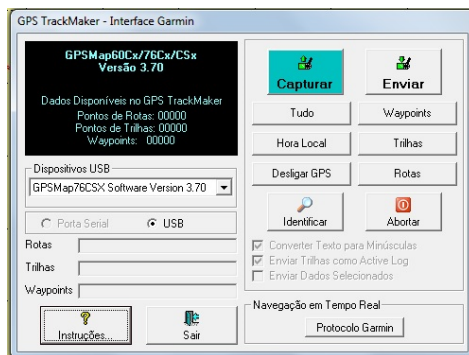 GPS TrackMaker - Interface Garmin
GPSMap60Cx/76Cx/CSx
Versão 3.70
Dados Disponíveis no GPS TrackMaker
Pontos de Rotas: 00000
Pontos de Trilhas: 00000
Waypoints: 00000
Dispositivos USB
GPSMap76CSX Software Version 3.70
Porta Serial
USB
Rotas
Trilhas
Waypoints
Instruções...
Sair
Capturar
Enviar
Tudo
Waypoints
Hora Local
Trilhas
Desligar GPS
Rotas
Identificar
Abortar
Converter Texto para Minúsculas
Enviar Trilhas como Active Log
Enviar Dados Selecionados
Navegação em Tempo Real
Protocolo Garmin